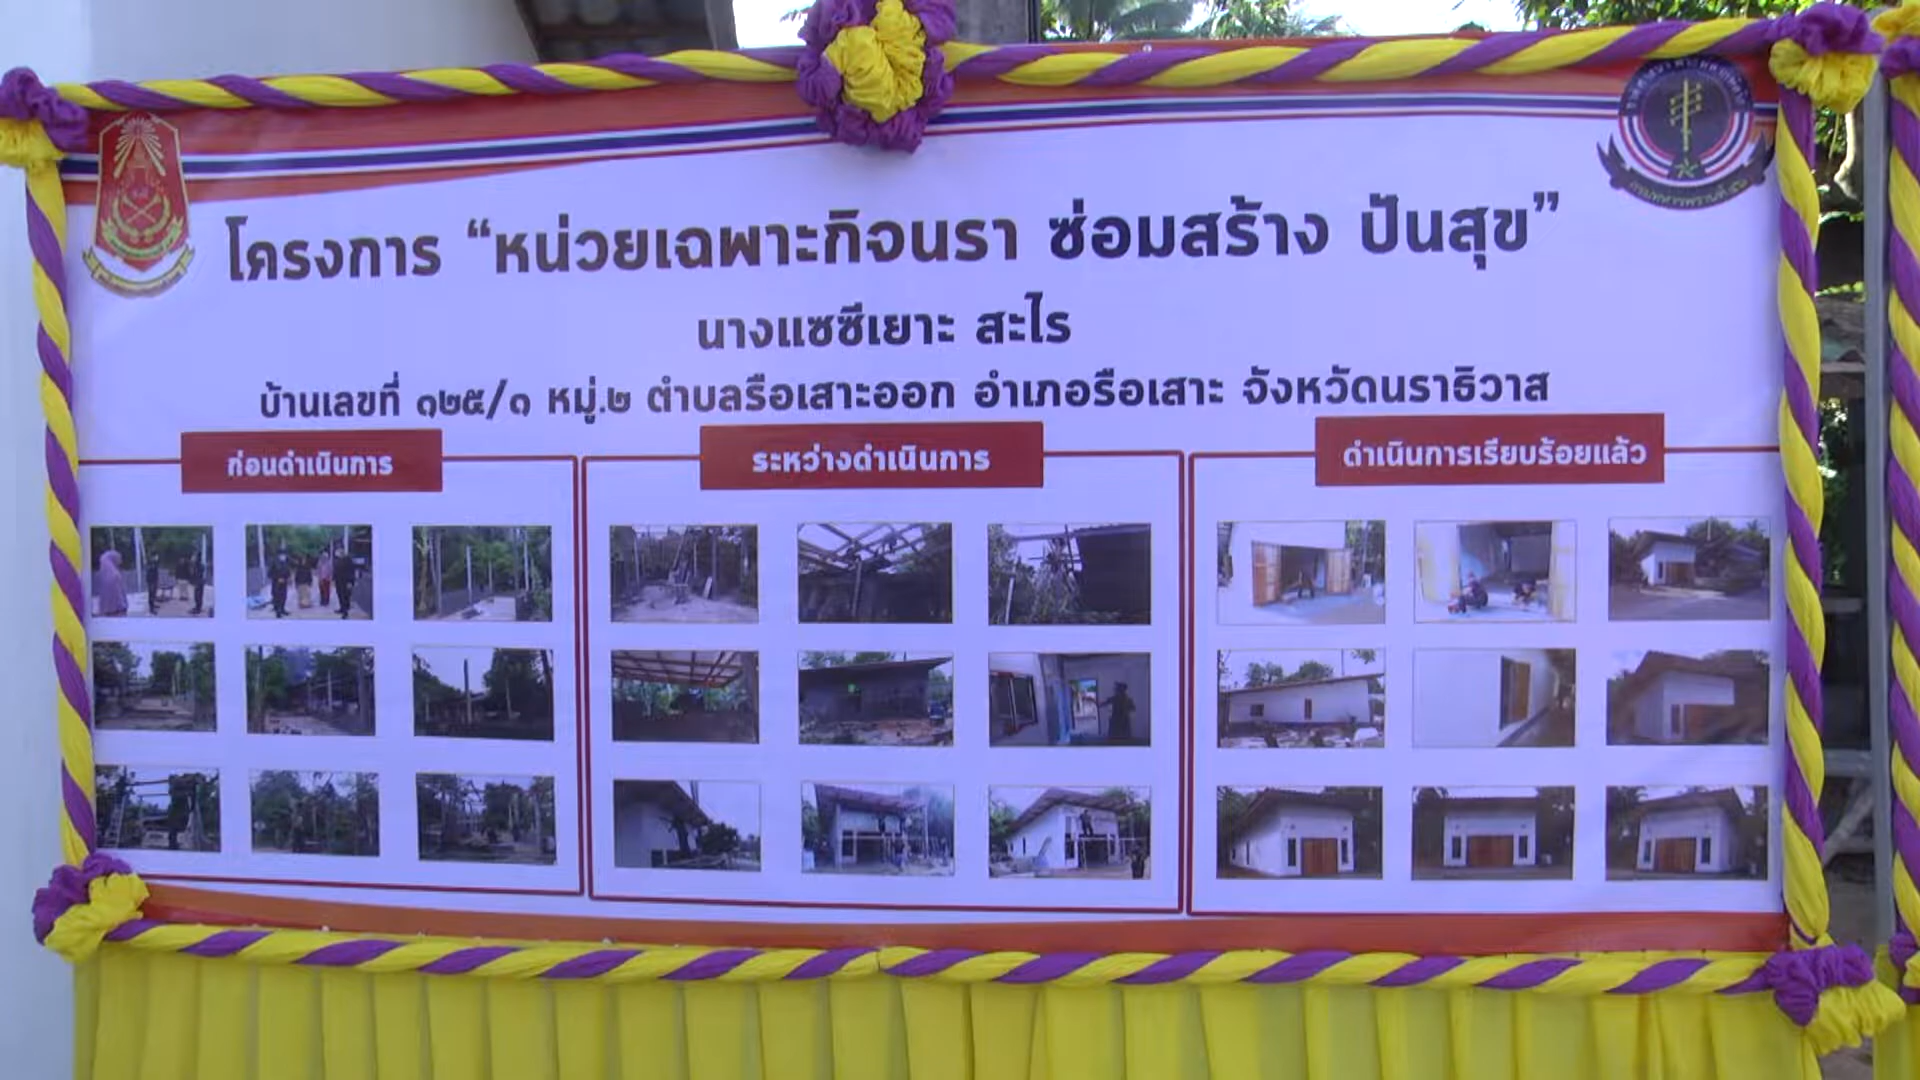 โครงการ “หน่วยเฉพาะกิจนรา ซ่อมสร้าง ปันสุข”
นางแซซีเยาะ สะไร
บ้านเลขที่ ๑๒๕/๑ หมู่.๒ ตำบลรือเสาะออก อำเภอรือเสาะ จังหวัดนราธิวาส
ก่อนดำเนินการ
ระหว่างดำเนินการ
ดำเนินการเรียบร้อยแล้ว